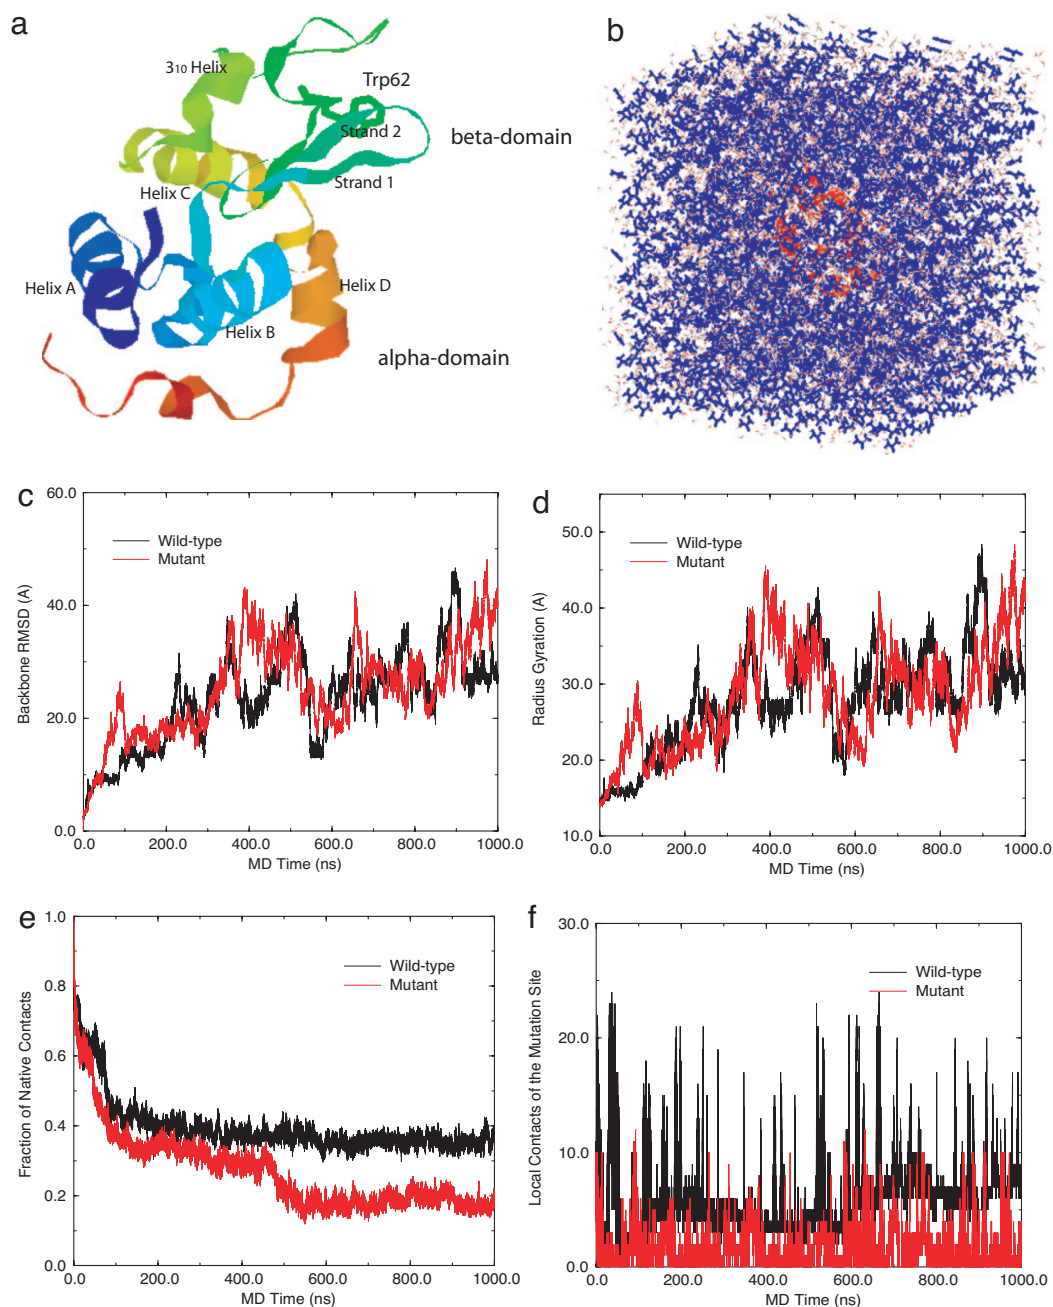 a
3₁₀ Helix
Trp62
Strand 2
beta-domain
Strand 1
Helix C
Helix A
Helix D
Helix B
alpha-domain
b
c
60.0
40.0
20.0
0.0
Backbone RMSD (A)
Wild-type
Mutant
0.0 200.0 400.0 600.0 800.0 1000.0
MD Time (ns)
d
50.0
40.0
30.0
20.0
10.0
Radius Gyration (A)
Wild-type
Mutant
0.0 200.0 400.0 600.0 800.0 1000.0
MD Time (ns)
e
1.0
0.8
0.6
0.4
0.2
0.0
Fraction of Native Contacts
Wild-type
Mutant
0.0 200.0 400.0 600.0 800.0 1000.0
MD Time (ns)
f
30.0
20.0
10.0
0.0
Local Contacts of the Mutation Site
Wild-type
Mutant
0.0 200.0 400.0 600.0 800.0 1000.0
MD Time (ns)